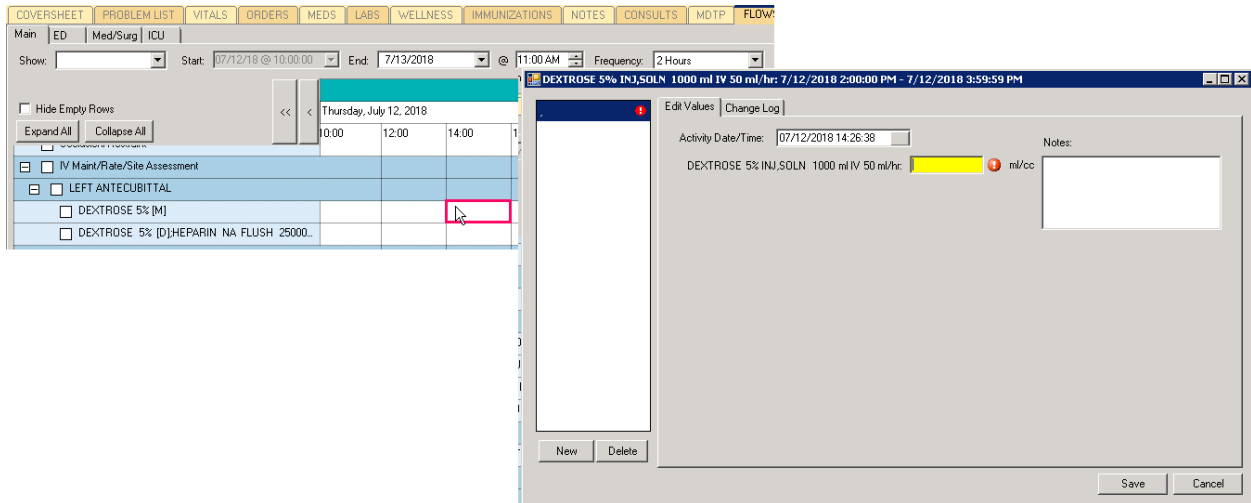 COVERSHEET PROBLEM LIST VITALS ORDERS MEDS LABS WELLNESS IMMUNIZATIONS NOTES CONSULTS MDTP FLOWS
Main ED Med/Surg ICU
Show: Start: 07/12/18 @ 10:00:00 End: 7/13/2018 @ 11:00 AM Frequency: 2 Hours
Hide Empty Rows << < Thursday, July 12, 2018
Expand All Collapse All 10:00 12:00 14:00
IV Maint/Rate/Site Assessment
LEFT ANTECUBITTAL
DEXTROSE 5% [M]
DEXTROSE 5% [D];HEPARIN NA FLUSH 25000...
DEXTROSE 5% INJ,SOLN 1000 ml IV 50 ml/hr: 7/12/2018 2:00:00 PM - 7/12/2018 3:59:59 PM
Edit Values Change Log
Activity Date/Time: 07/12/2018 14:26:38 Notes:
DEXTROSE 5% INJ,SOLN 1000 ml IV 50 ml/hr: ml/cc
New Delete
Save Cancel